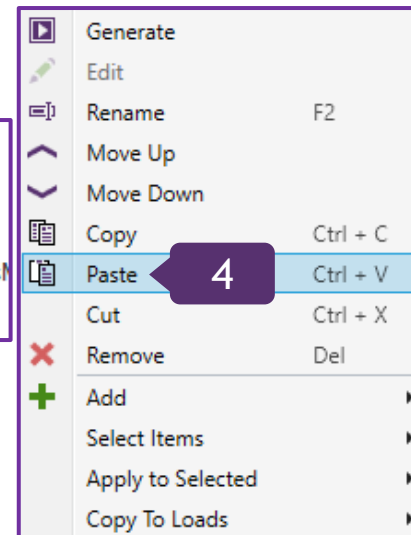 Generate
Edit
Rename F2
Move Up
Move Down
Copy Ctrl + C
Paste 4 Ctrl + V
Cut Ctrl + X
Remove Del
Add
Select Items
Apply to Selected
Copy To Loads